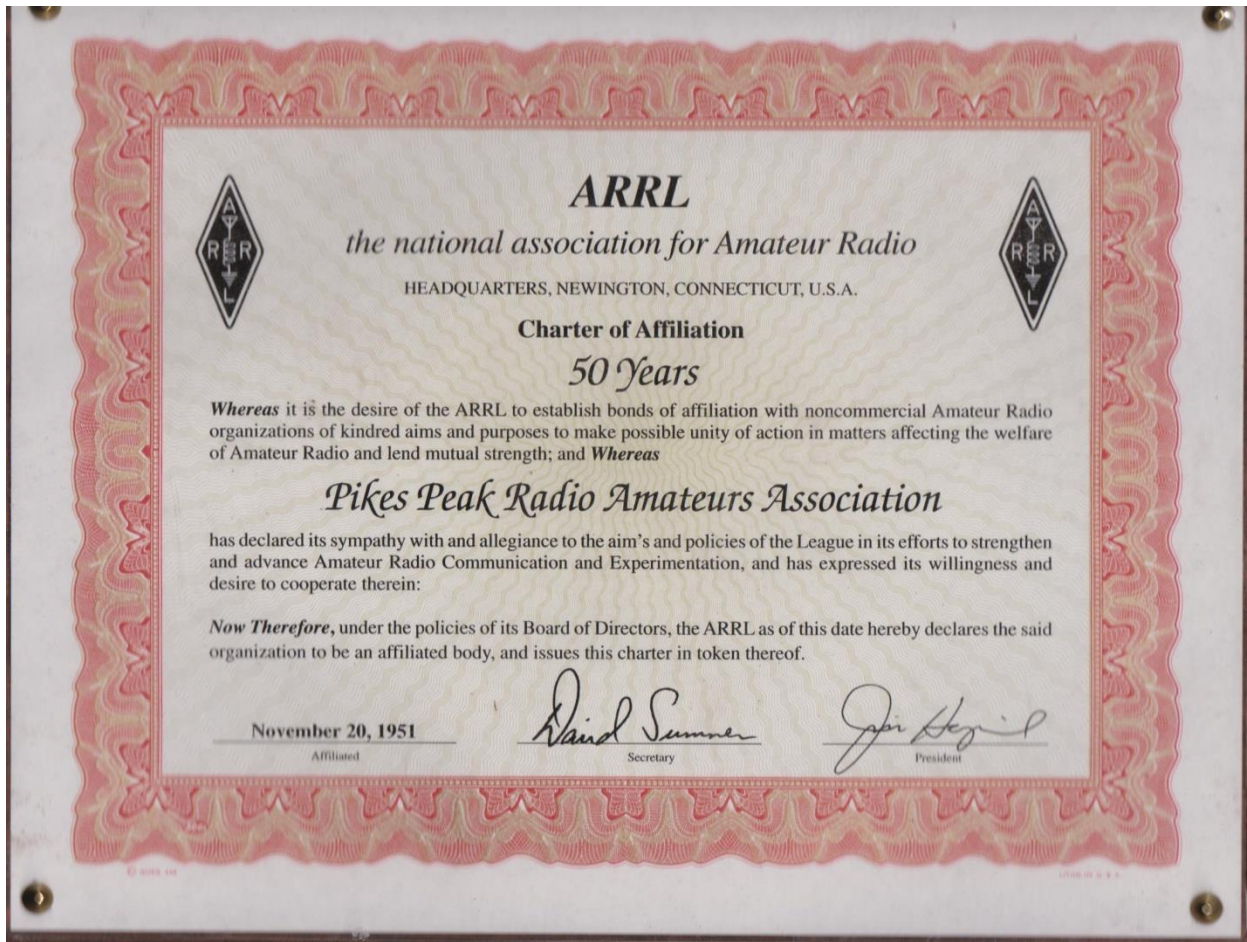 ARRL
the national association for Amateur Radio
HEADQUARTERS, NEWINGTON, CONNECTICUT, U.S.A.
Charter of Affiliation
50 Years
Whereas it is the desire of the ARRL to establish bonds of affiliation with noncommercial Amateur Radio
organizations of kindred aims and purposes to make possible unity of action in matters affecting the welfare
of Amateur Radio and lend mutual strength; and Whereas
Pikes Peak Radio Amateurs Association
has declared its sympathy with and allegiance to the aim's and policies of the League in its efforts to strengthen
and advance Amateur Radio Communication and Experimentation, and has expressed its willingness and
desire to cooperate therein:
Now Therefore, under the policies of its Board of Directors, the ARRL as of this date hereby declares the said
organization to be an affiliated body, and issues this charter in token thereof.
November 20, 1951 David Sumner Jim
Affiliated Secretary President
A R R L
A R R L
LITHO IN U.S.A.